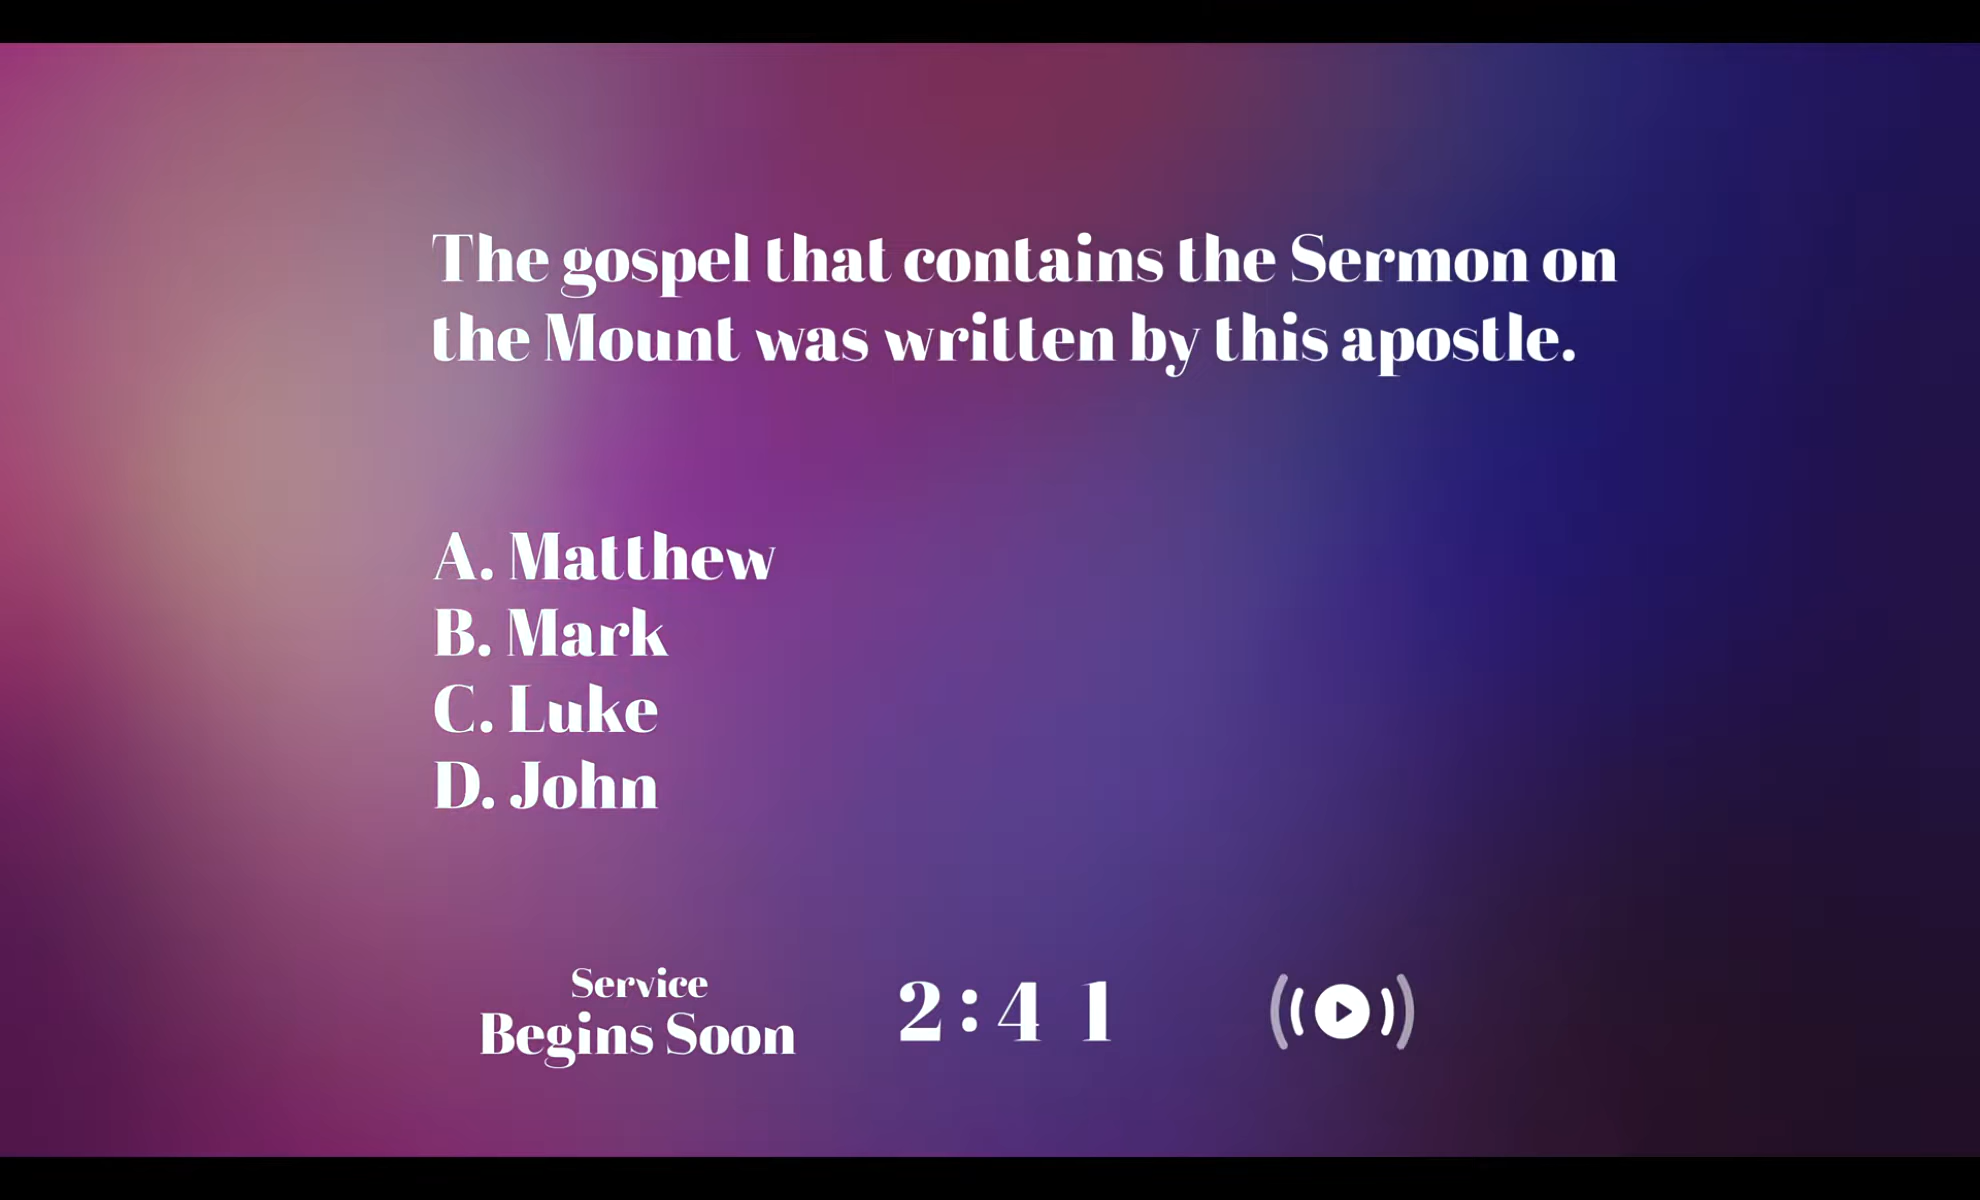 The gospel that contains the Sermon on
the Mount was written by this apostle.
A. Matthew
B. Mark
C. Luke
D. John
Service
Begins Soon
2:41